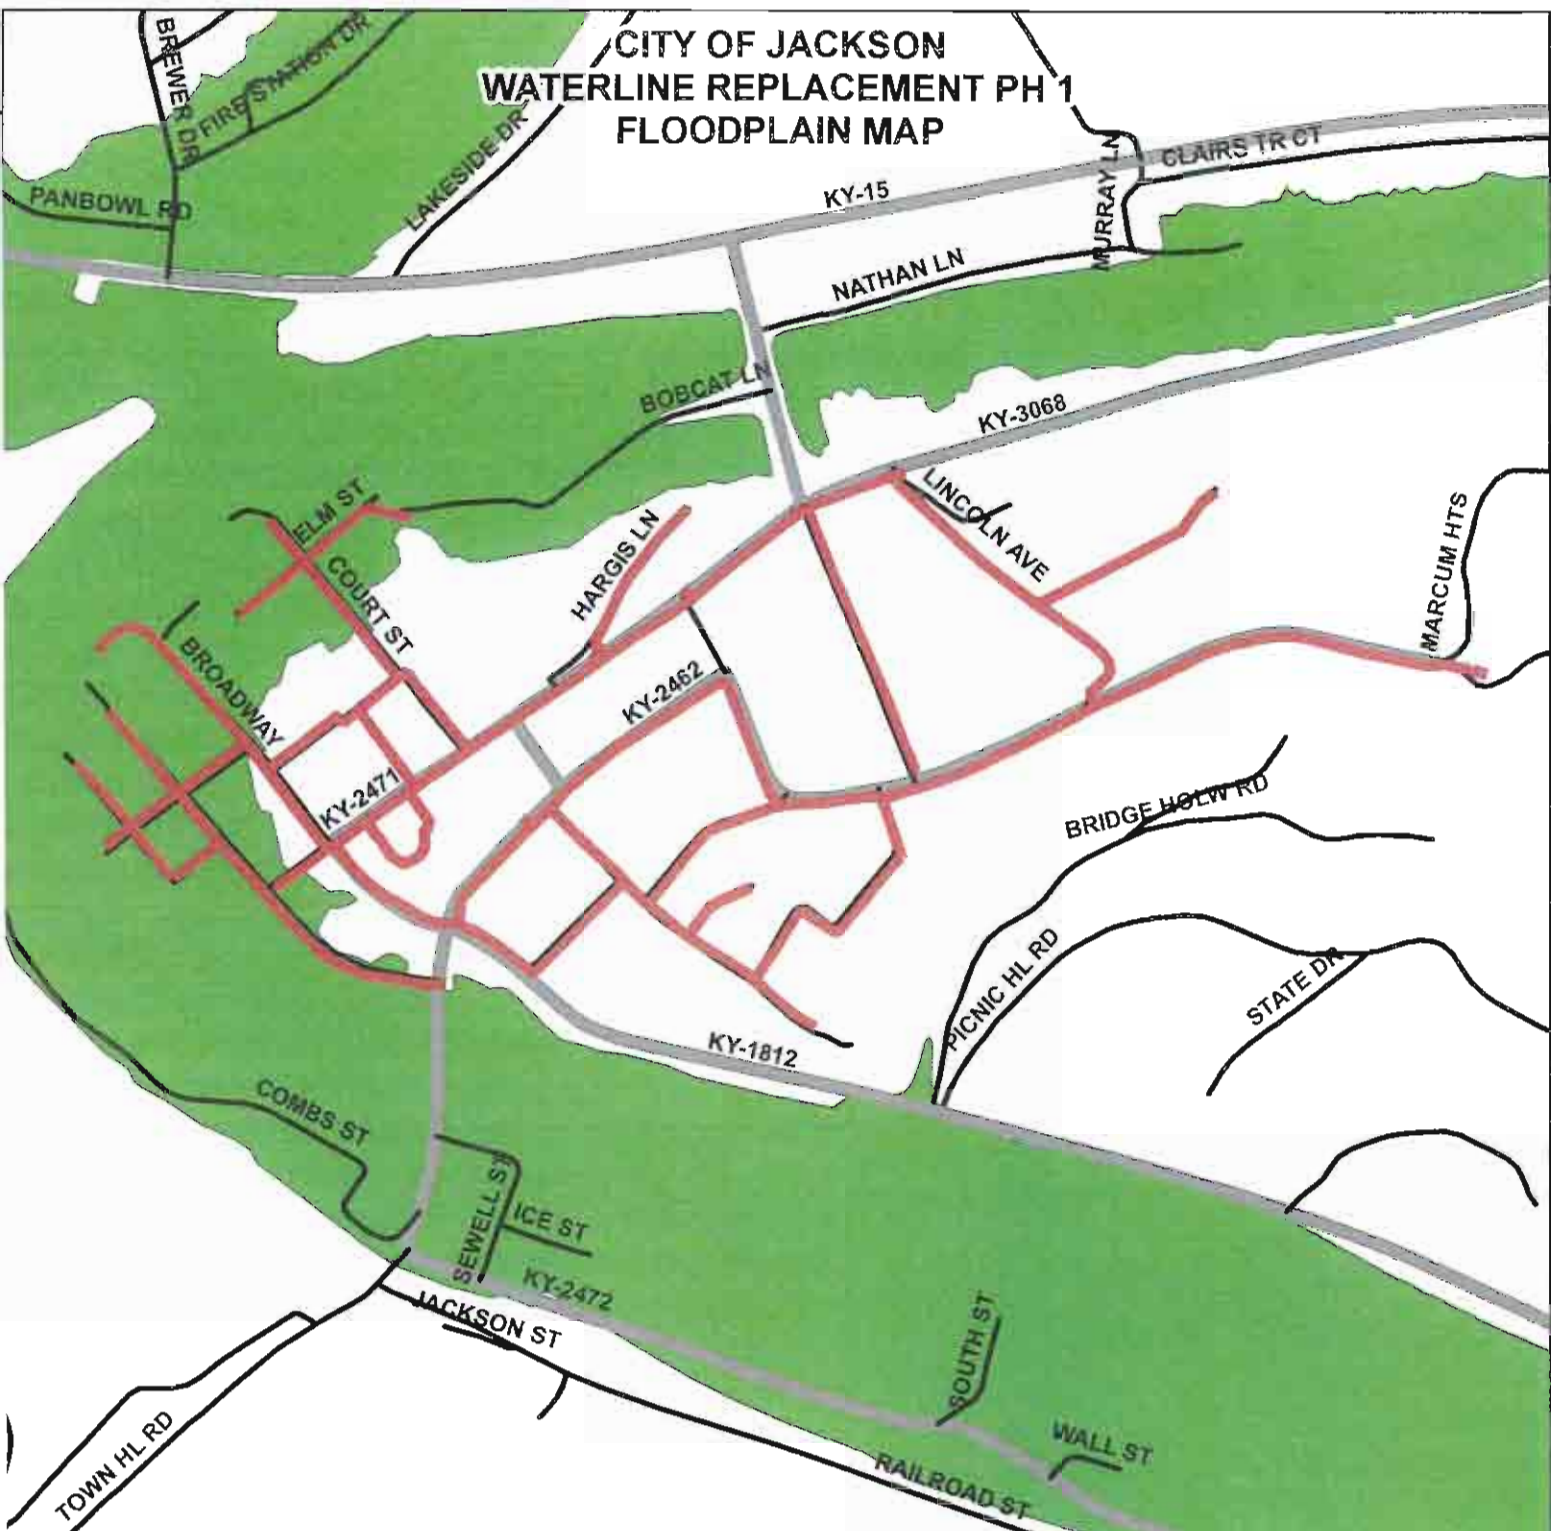 CITY OF JACKSON
WATERLINE REPLACEMENT PH 1
FLOODPLAIN MAP
BREWER DR
FIRE STATION DR
LAKESIDE DR
PANBOWL RD
KY-15
MURRAY LN
CLAIRS TR CT
NATHAN LN
BOBCAT LN
KY-3068
ELM ST
HARGIS LN
LINCOLN AVE
MARCUM HTS
COURT ST
BROADWAY
KY-2462
KY-2471
BRIDGE HOLW RD
PICNIC HL RD
STATE DR
KY-1812
COMBS ST
SEWELL ST
ICE ST
KY-2472
JACKSON ST
SOUTH ST
TOWN HL RD
WALL ST
RAILROAD ST